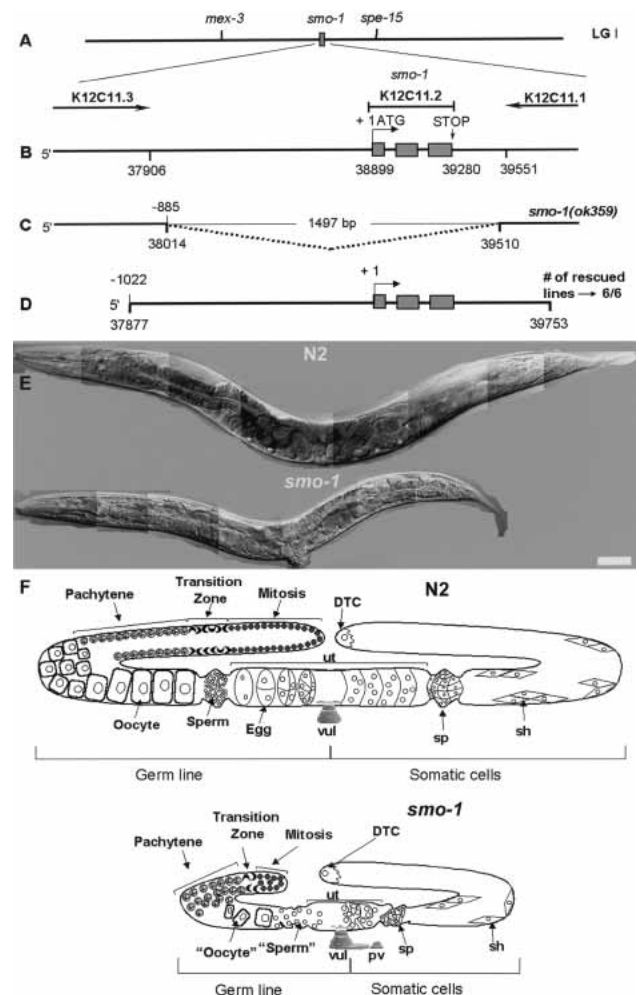 mex-3 smo-1 spe-15
A LG I
smo-1
K12C11.3 K12C11.2 K12C11.1
+ 1 ATG STOP
B 5'
37906 38899 39280 39551
-885 1497 bp smo-1(ok359)
C 5'
38014 39510
-1022 + 1 # of rescued
D 5' lines → 6/6
37877 39753
N2
E
smo-1
F N2
Transition
Pachytene Zone Mitosis DTC
ut
Oocyte Sperm Egg vul sp sh
Germ line Somatic cells
smo-1
Transition
Pachytene Zone Mitosis DTC
ut
"Oocyte" "Sperm" vul pv sp sh
Germ line Somatic cells